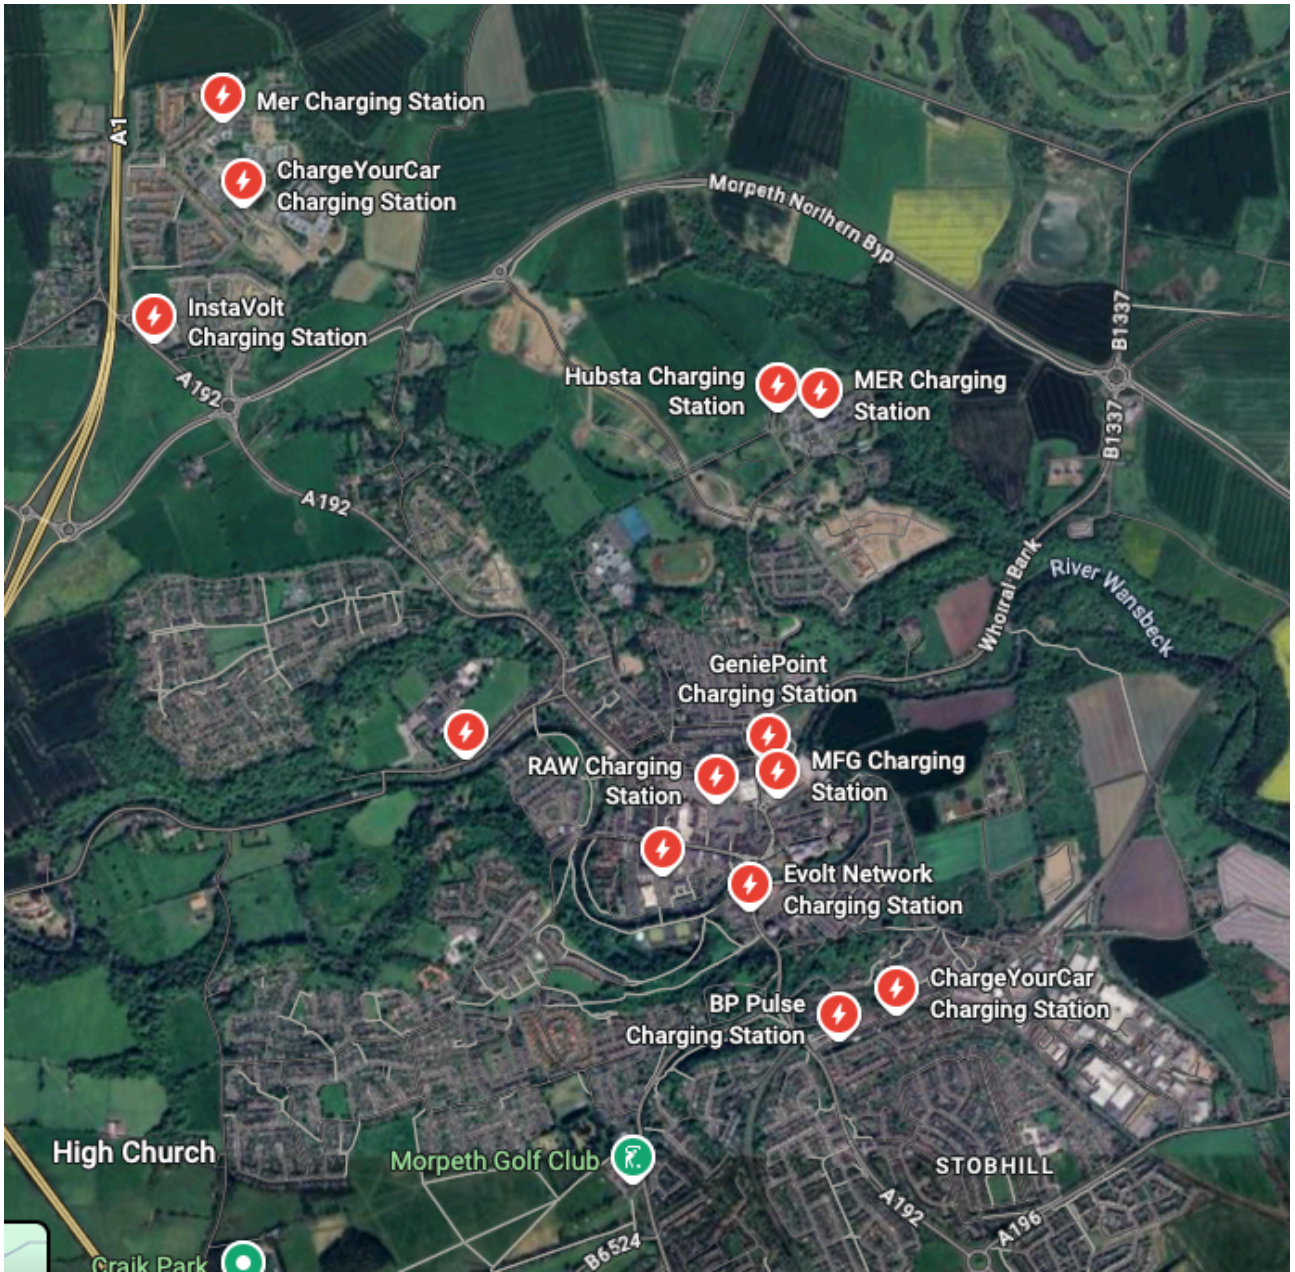 A1
Mer Charging Station
ChargeYourCar
Charging Station
Morpeth Northern Byp
InstaVolt
Charging Station
B1337
A192
Hubsta Charging
Station
MER Charging
Station
B1337
A192
Whorral Bank
River Wansbeck
GeniePoint
Charging Station
RAW Charging
Station
MFG Charging
Station
Evolt Network
Charging Station
ChargeYourCar
Charging Station
BP Pulse
Charging Station
High Church
Morpeth Golf Club
STOBHILL
A192
A196
B6524
Craik Park